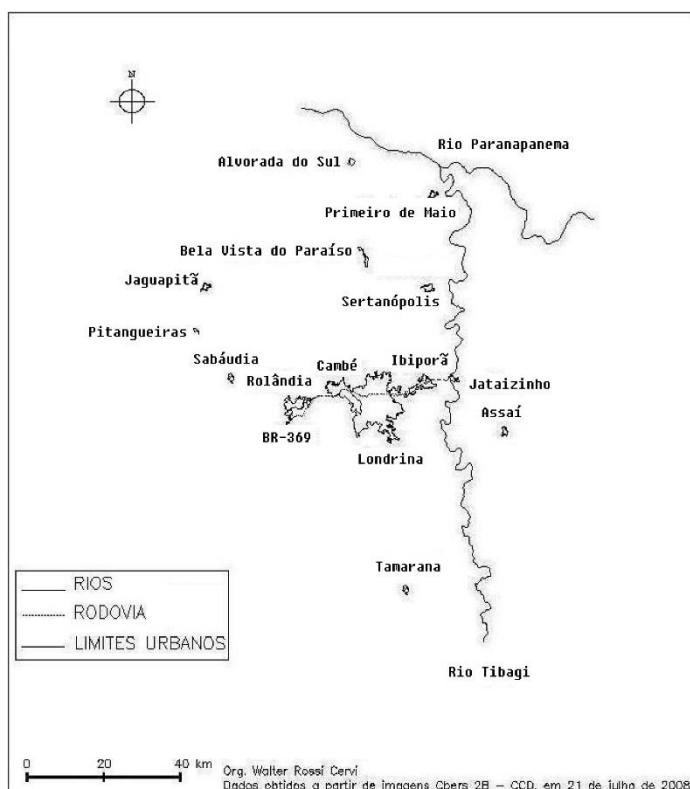 N
Rio Paranapanema
Alvorada do Sul
Primeiro de Maio
Bela Vista do Paraíso
Jaguapitã
Sertanópolis
Pitangueiras
Sabáudia
Cambé
Ibiporã
Rolândia
Jataizinho
Assaí
BR-369
Londrina
Tamarana
RIOS
RODOVIA
LIMITES URBANOS
Rio Tibagi
0 20 40 km
Org. Walter Rossi Cervi
Dados obtidos a partir de imagens Cbers 2B - CCD, em 21 de julho de 2008